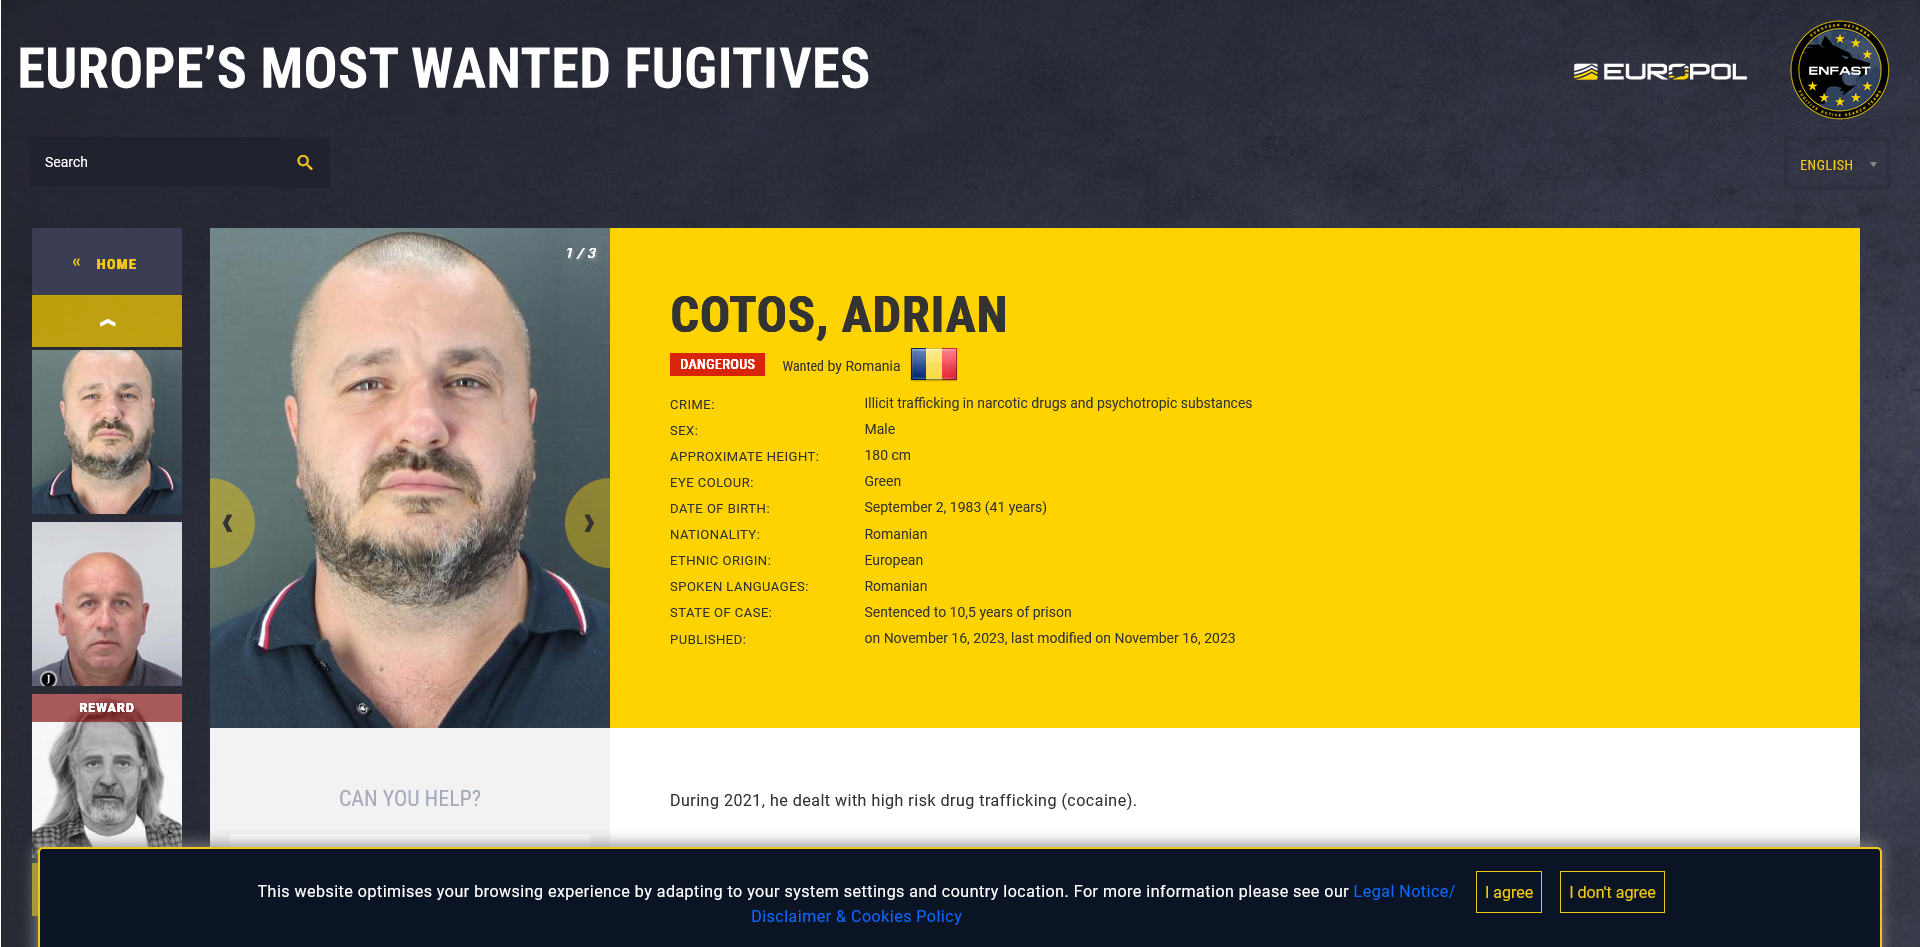 EUROPE’S MOST WANTED FUGITIVES
EUROPOL
EUROPEAN NETWORK
ENFAST
FUGITIVE ACTIVE SEARCH TEAMS
Search
ENGLISH
« HOME
REWARD
1 / 3
COTOS, ADRIAN
DANGEROUS Wanted by Romania
CRIME: Illicit trafficking in narcotic drugs and psychotropic substances
SEX: Male
APPROXIMATE HEIGHT: 180 cm
EYE COLOUR: Green
DATE OF BIRTH: September 2, 1983 (41 years)
NATIONALITY: Romanian
ETHNIC ORIGIN: European
SPOKEN LANGUAGES: Romanian
STATE OF CASE: Sentenced to 10,5 years of prison
PUBLISHED: on November 16, 2023, last modified on November 16, 2023
CAN YOU HELP?
During 2021, he dealt with high risk drug trafficking (cocaine).
This website optimises your browsing experience by adapting to your system settings and country location. For more information please see our Legal Notice/
Disclaimer & Cookies Policy
I agree
I don't agree